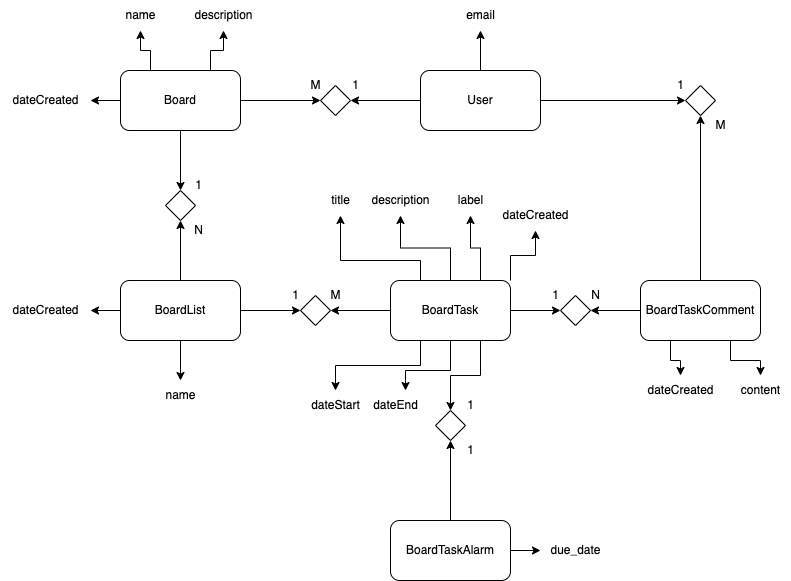 name
description
email
dateCreated
Board
M
1
User
1
M
1
N
title
description
label
dateCreated
dateCreated
BoardList
1
M
BoardTask
1
N
BoardTaskComment
name
dateStart
dateEnd
dateCreated
content
1
1
BoardTaskAlarm
due_date